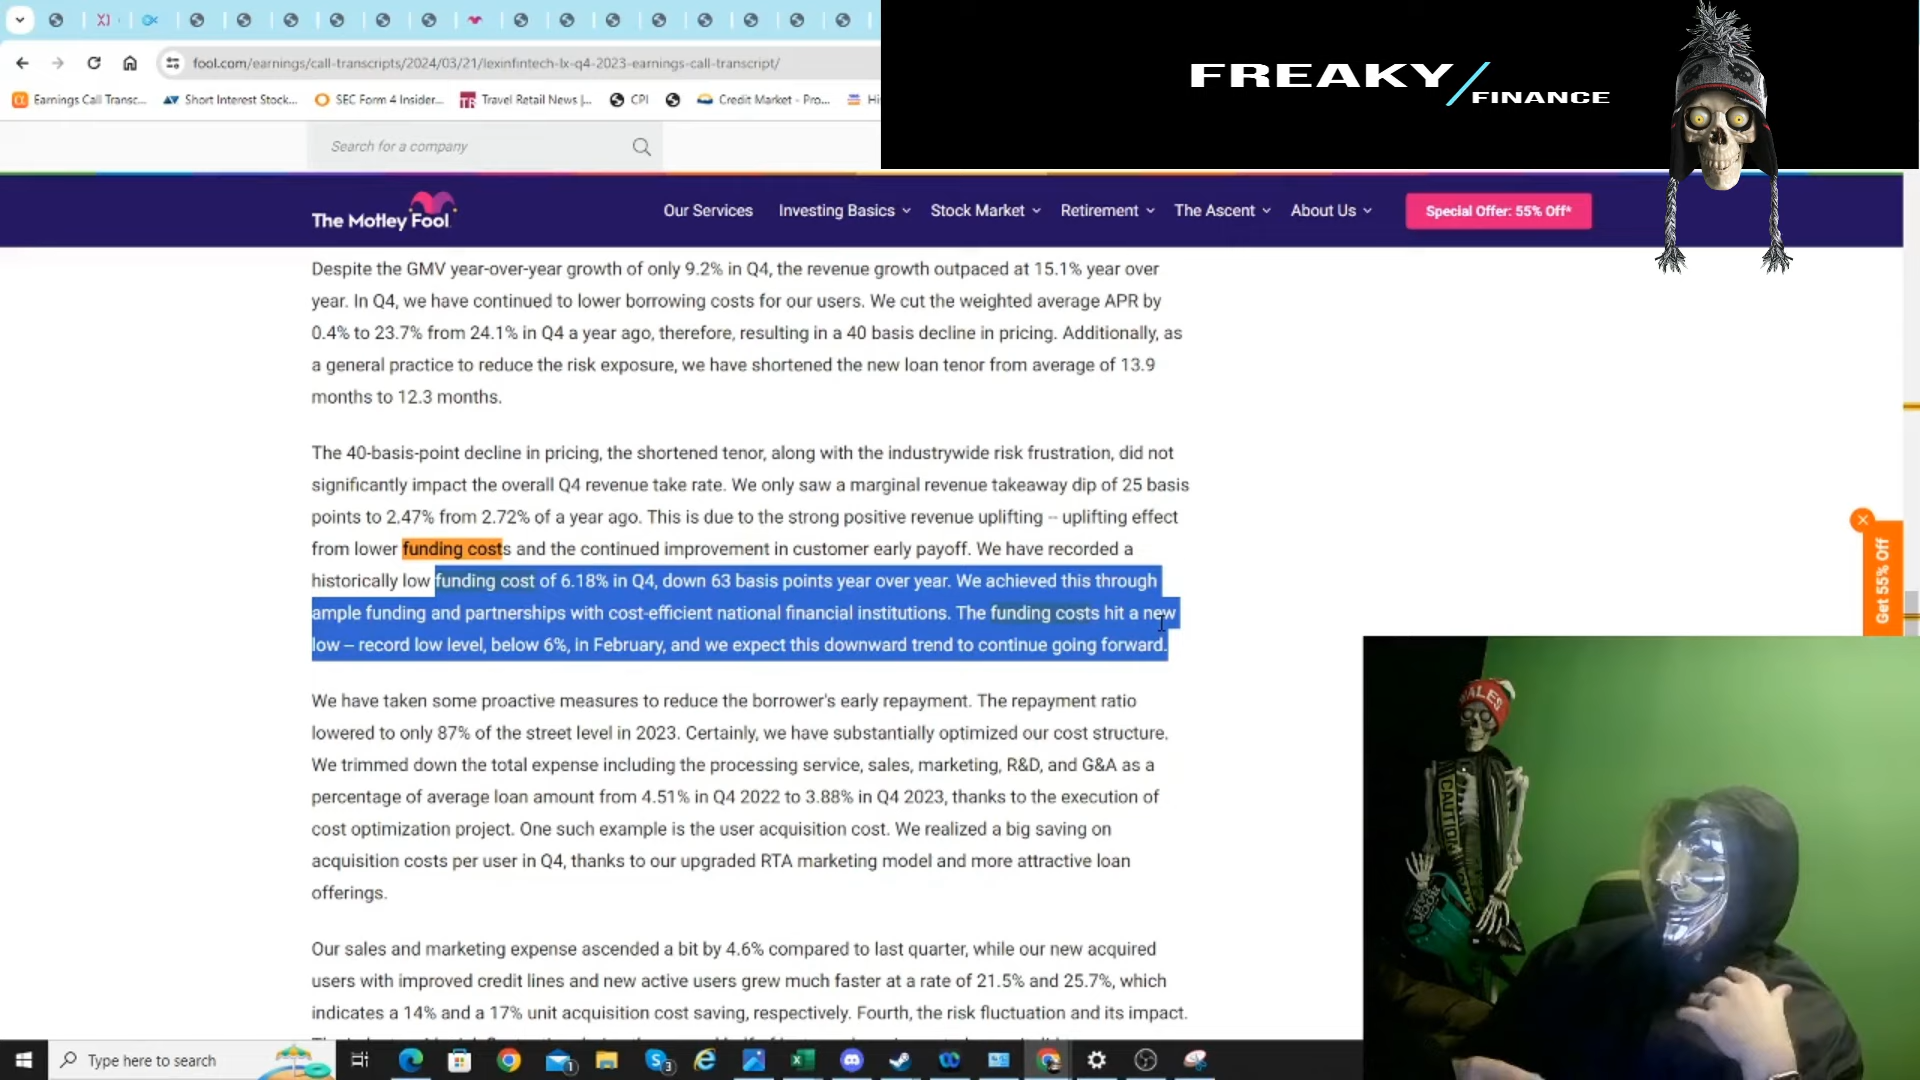 fool.com/earnings/call-transcripts/2024/03/21/lexinfintech-lx-q4-2023-earnings-call-transcript/
Earnings Call Transc...
Short Interest Stock...
SEC Form 4 Insider...
Travel Retail News |...
CPI
Credit Market - Pro...
FREAKY/FINANCE
Search for a company
The Motley Fool
Our Services
Investing Basics
Stock Market
Retirement
The Ascent
About Us
Special Offer: 55% Off*
Despite the GMV year-over-year growth of only 9.2% in Q4, the revenue growth outpaced at 15.1% year over
year. In Q4, we have continued to lower borrowing costs for our users. We cut the weighted average APR by
0.4% to 23.7% from 24.1% in Q4 a year ago, therefore, resulting in a 40 basis decline in pricing. Additionally, as
a general practice to reduce the risk exposure, we have shortened the new loan tenor from average of 13.9
months to 12.3 months.
The 40-basis-point decline in pricing, the shortened tenor, along with the industrywide risk frustration, did not
significantly impact the overall Q4 revenue take rate. We only saw a marginal revenue takeaway dip of 25 basis
points to 2.47% from 2.72% of a year ago. This is due to the strong positive revenue uplifting -- uplifting effect
from lower funding costs and the continued improvement in customer early payoff. We have recorded a
historically low funding cost of 6.18% in Q4, down 63 basis points year over year. We achieved this through
ample funding and partnerships with cost-efficient national financial institutions. The funding costs hit a new
low -- record low level, below 6%, in February, and we expect this downward trend to continue going forward.
Get 55% Off
We have taken some proactive measures to reduce the borrower's early repayment. The repayment ratio
lowered to only 87% of the street level in 2023. Certainly, we have substantially optimized our cost structure.
We trimmed down the total expense including the processing service, sales, marketing, R&D, and G&A as a
percentage of average loan amount from 4.51% in Q4 2022 to 3.88% in Q4 2023, thanks to the execution of
cost optimization project. One such example is the user acquisition cost. We realized a big saving on
acquisition costs per user in Q4, thanks to our upgraded RTA marketing model and more attractive loan
offerings.
Our sales and marketing expense ascended a bit by 4.6% compared to last quarter, while our new acquired
users with improved credit lines and new active users grew much faster at a rate of 21.5% and 25.7%, which
indicates a 14% and a 17% unit acquisition cost saving, respectively. Fourth, the risk fluctuation and its impact.
WALES
CAUTION
Type here to search